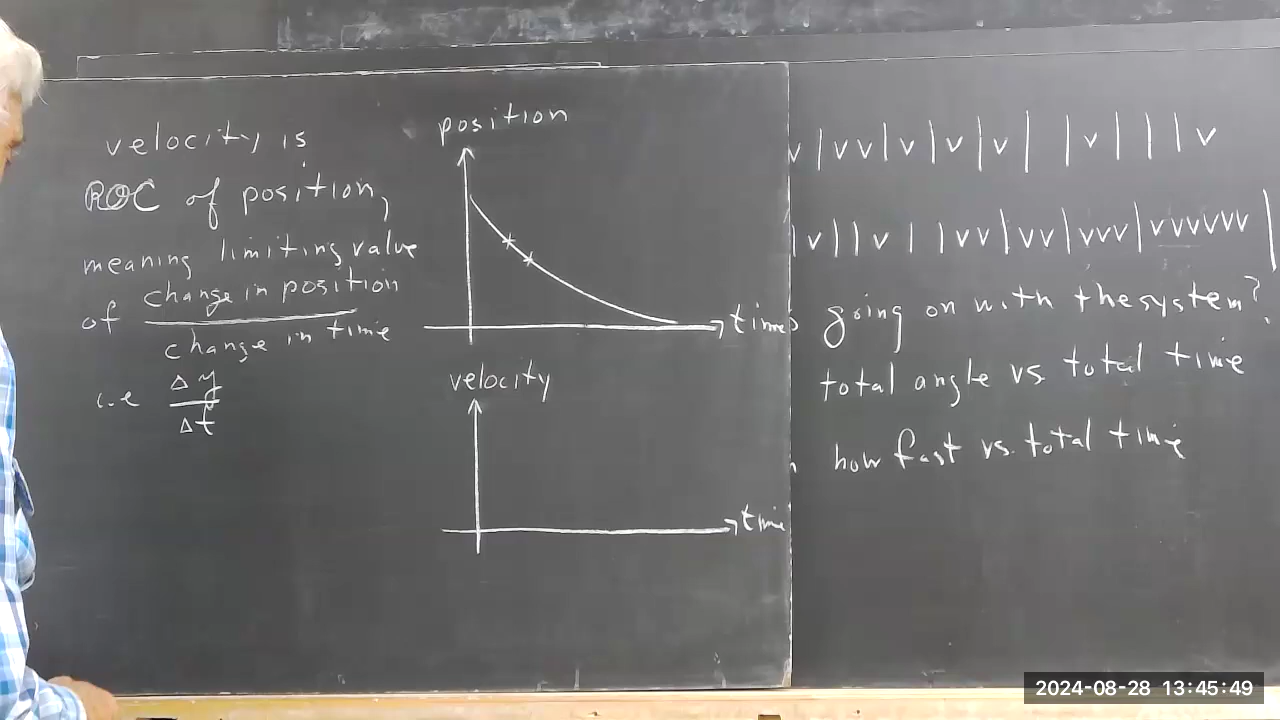 velocity is
ROC of position,
meaning limiting value
of change in position
change in time
i.e Δy
Δt
position
time
velocity
time
v|vv|v|v|v| |v| | |v
|v||v| |vv|vv|vvv|vvvvvv|
going on with the system?
total angle vs. total time
how fast vs. total time
2024-08-28 13:45:49